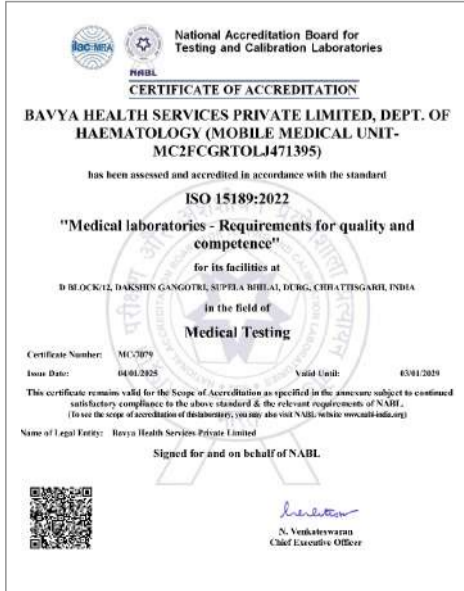 ilac-MRA
NABL
National Accreditation Board for
Testing and Calibration Laboratories
CERTIFICATE OF ACCREDITATION
BAVYA HEALTH SERVICES PRIVATE LIMITED, DEPT. OF
HAEMATOLOGY (MOBILE MEDICAL UNIT-
MC2FCGRTOLJ471395)
has been assessed and accredited in accordance with the standard
ISO 15189:2022
"Medical laboratories - Requirements for quality and
competence"
for its facilities at
D BLOCK/12, DAKSHIN GANGOTRI, SUPELA BHILAI, DURG, CHHATTISGARH, INDIA
in the field of
Medical Testing
Certificate Number: MC-7079
Issue Date: 04/01/2025 Valid Until: 03/01/2029
This certificate remains valid for the Scope of Accreditation as specified in the annexure subject to continued
satisfactory compliance to the above standard & the relevant requirements of NABL.
(To see the scope of accreditation of this laboratory, you may also visit NABL website www.nabl-india.org)
Name of Legal Entity: Bavya Health Services Private Limited
Signed for and on behalf of NABL
N. Venkateswaran
Chief Executive Officer